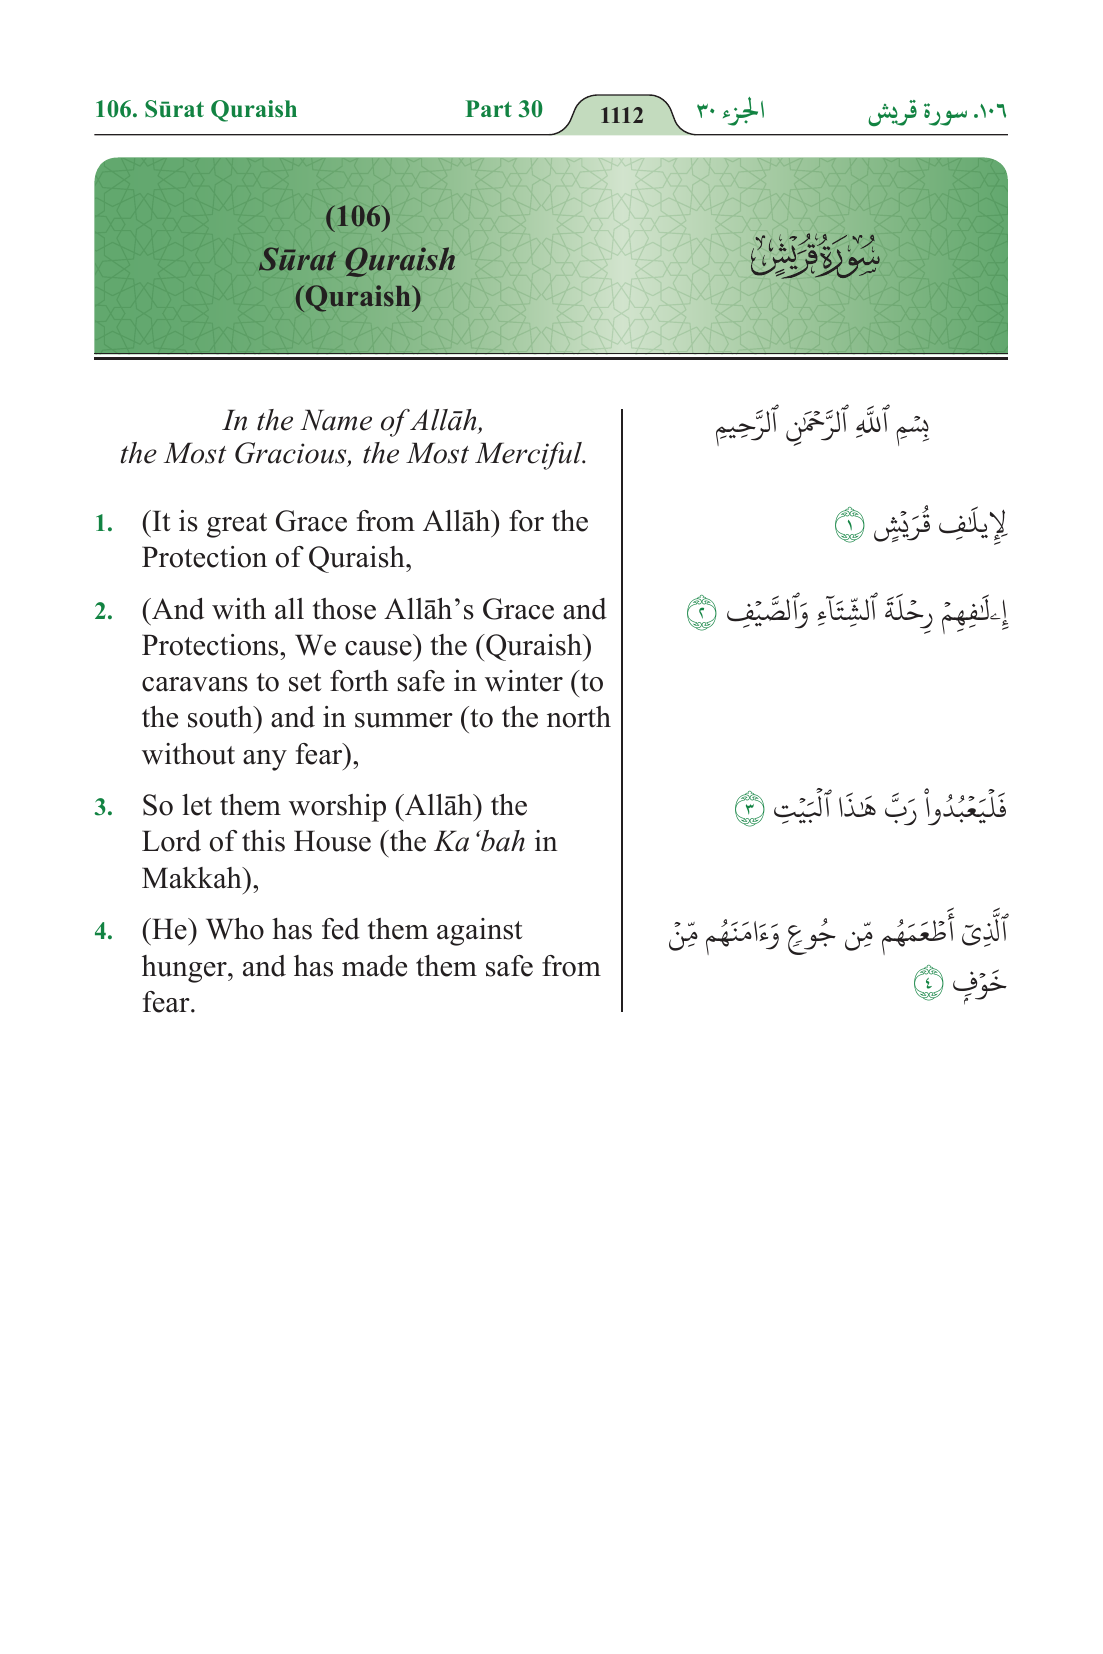 106. Sūrat Quraish Part 30 1112 الجزء ٣٠ ١٠٦. سورة قريش
(106)
Sūrat Quraish
(Quraish)
سُورَةُ قُرَيْشٍ
In the Name of Allāh,
the Most Gracious, the Most Merciful.
بِسۡمِ ٱللَّهِ ٱلرَّحۡمَٰنِ ٱلرَّحِيمِ
1. (It is great Grace from Allāh) for the
Protection of Quraish,
لِإِيلَٰفِ قُرَيۡشٍ ١
2. (And with all those Allāh’s Grace and
Protections, We cause) the (Quraish)
caravans to set forth safe in winter (to
the south) and in summer (to the north
without any fear),
إِۦلَٰفِهِمۡ رِحۡلَةَ ٱلشِّتَآءِ وَٱلصَّيۡفِ ٢
3. So let them worship (Allāh) the
Lord of this House (the Ka‘bah in
Makkah),
فَلۡيَعۡبُدُواْ رَبَّ هَٰذَا ٱلۡبَيۡتِ ٣
4. (He) Who has fed them against
hunger, and has made them safe from
fear.
ٱلَّذِيٓ أَطۡعَمَهُم مِّن جُوعٖ وَءَامَنَهُم مِّنۡ
خَوۡفِۭ ٤